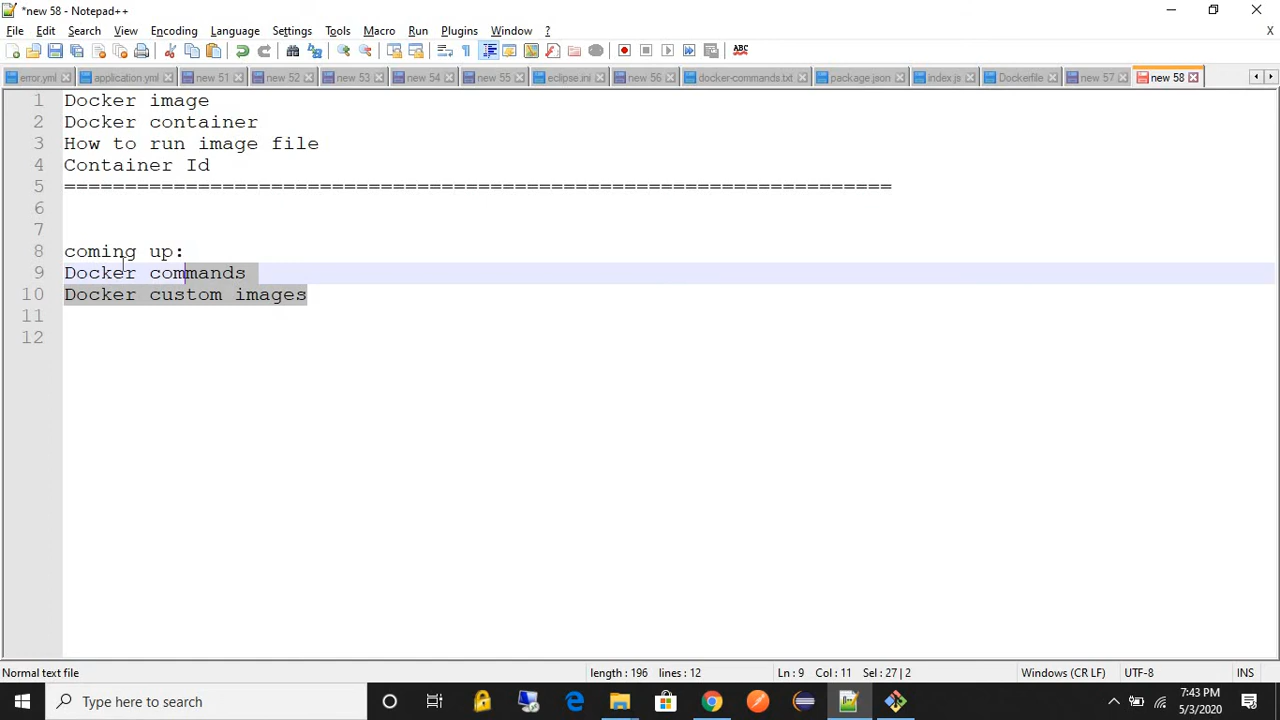 *new 58 - Notepad++
File Edit Search View Encoding Language Settings Tools Macro Run Plugins Window ? X
ABC
error.yml application.yml new 51 new 52 new 53 new 54 new 55 eclipse.ini new 56 docker-commands.txt package.json index.js Dockerfile new 57 new 58
1 Docker image
2 Docker container
3 How to run image file
4 Container Id
5 ====================================================================
6
7
8 coming up:
9 Docker commands
10 Docker custom images
11
12
Normal text file length : 196 lines : 12 Ln : 9 Col : 11 Sel : 27 | 2 Windows (CR LF) UTF-8 INS
Type here to search
7:43 PM
5/3/2020